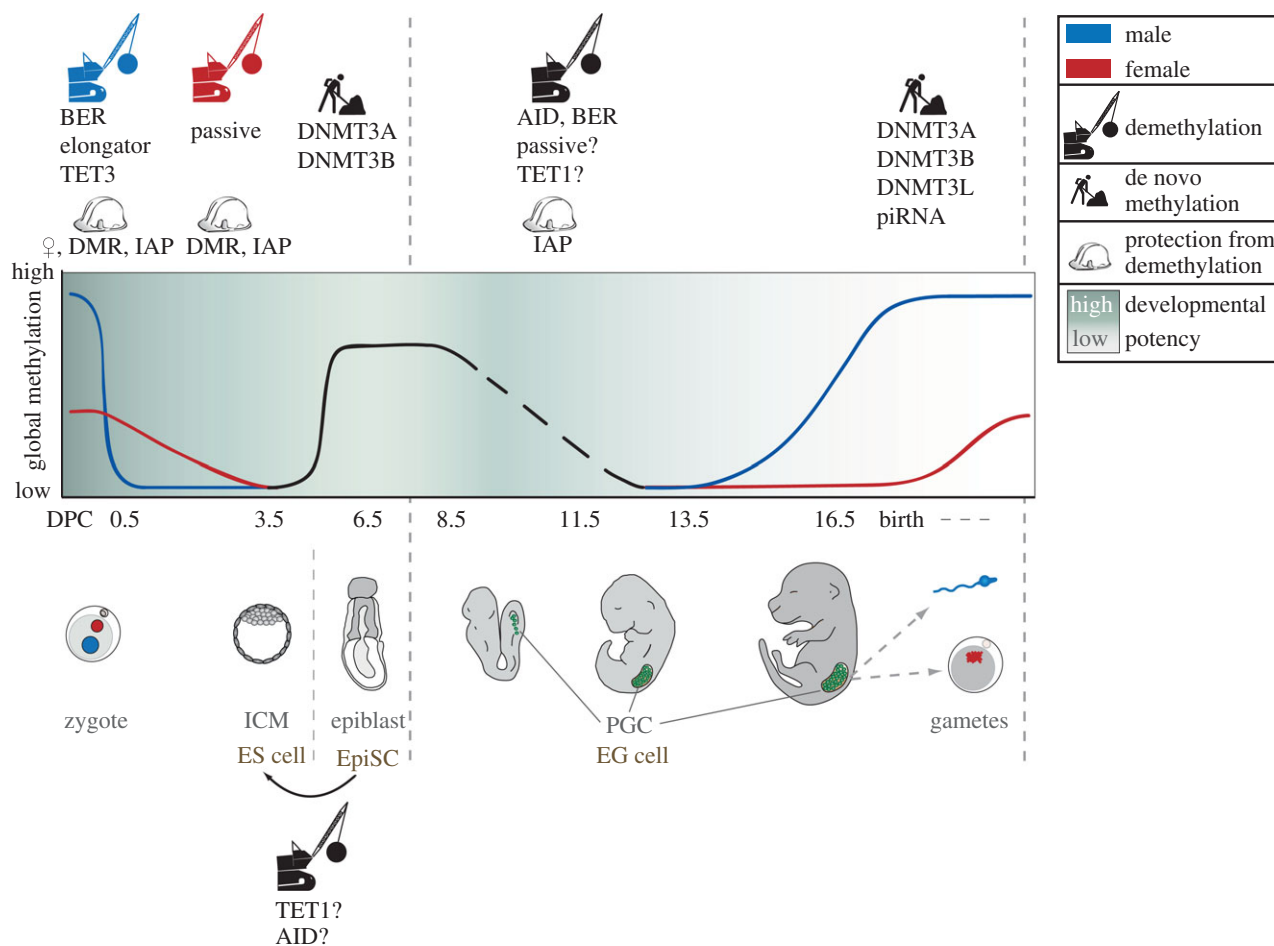 BER
elongator
TET3
passive
DNMT3A
DNMT3B
AID, BER
passive?
TET1?
DNMT3A
DNMT3B
DNMT3L
piRNA
♀, DMR, IAP
DMR, IAP
IAP
male
female
demethylation
de novo
methylation
protection from
demethylation
high
low
developmental
potency
high
global methylation
low
DPC 0.5 3.5 6.5 8.5 11.5 13.5 16.5 birth
zygote
ICM
ES cell
epiblast
EpiSC
PGC
EG cell
gametes
TET1?
AID?